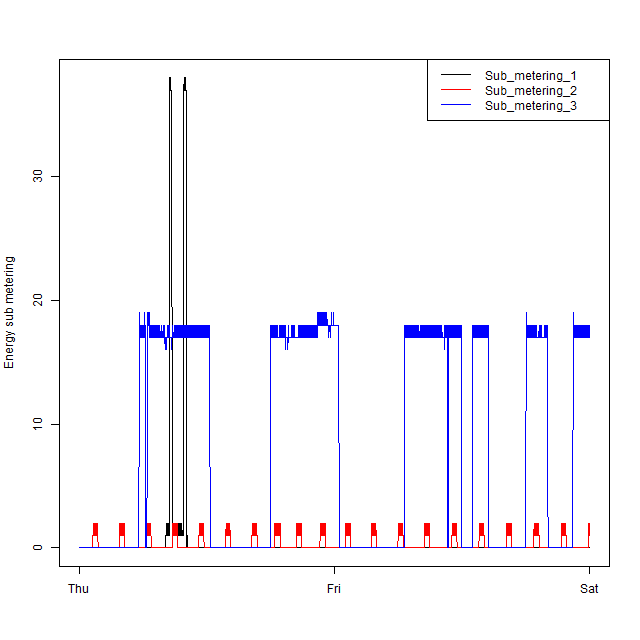 Sub_metering_1
Sub_metering_2
Sub_metering_3
Energy sub metering
30
20
10
0
Thu
Fri
Sat